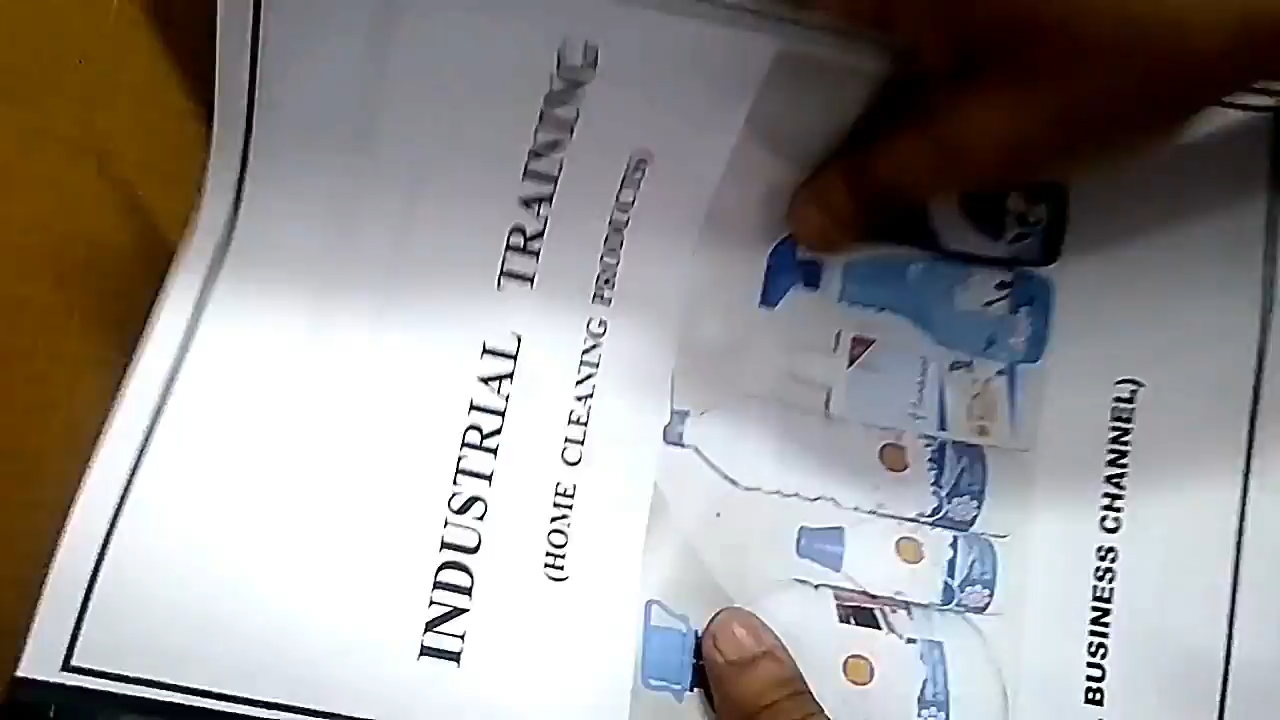 INDUSTRIAL TRAINING
(HOME CLEANING PRODUCTS
BUSINESS CHANNEL)